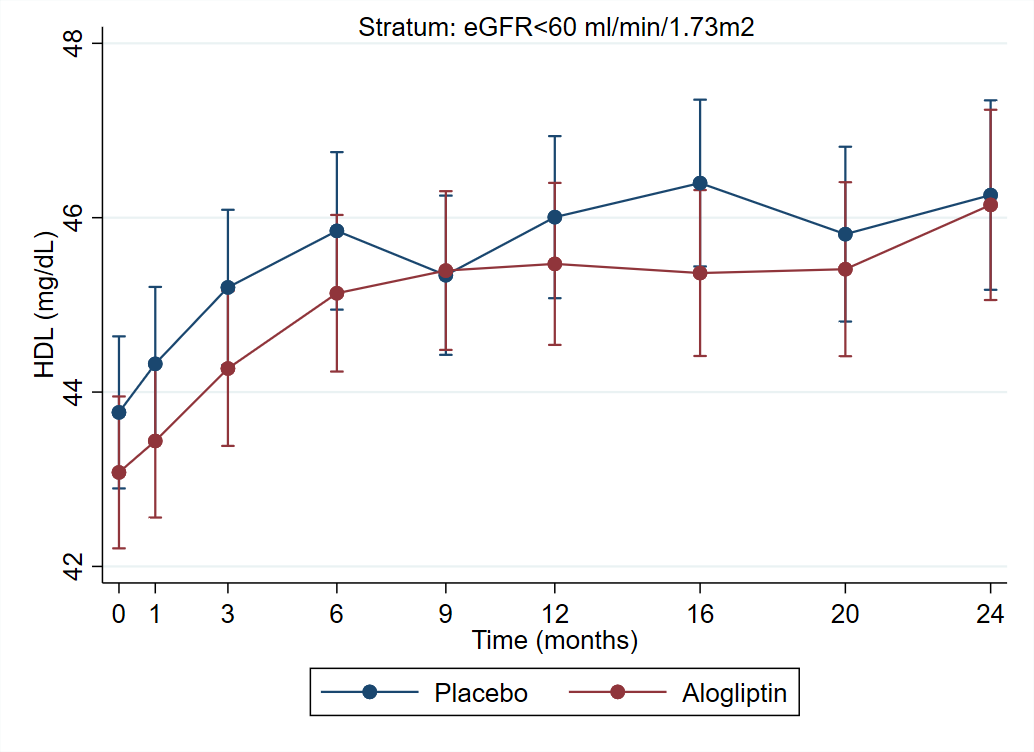 Stratum: eGFR<60 ml/min/1.73m2
48
46
44
42
HDL (mg/dL)
0 1 3 6 9 12 16 20 24
Time (months)
Placebo Alogliptin